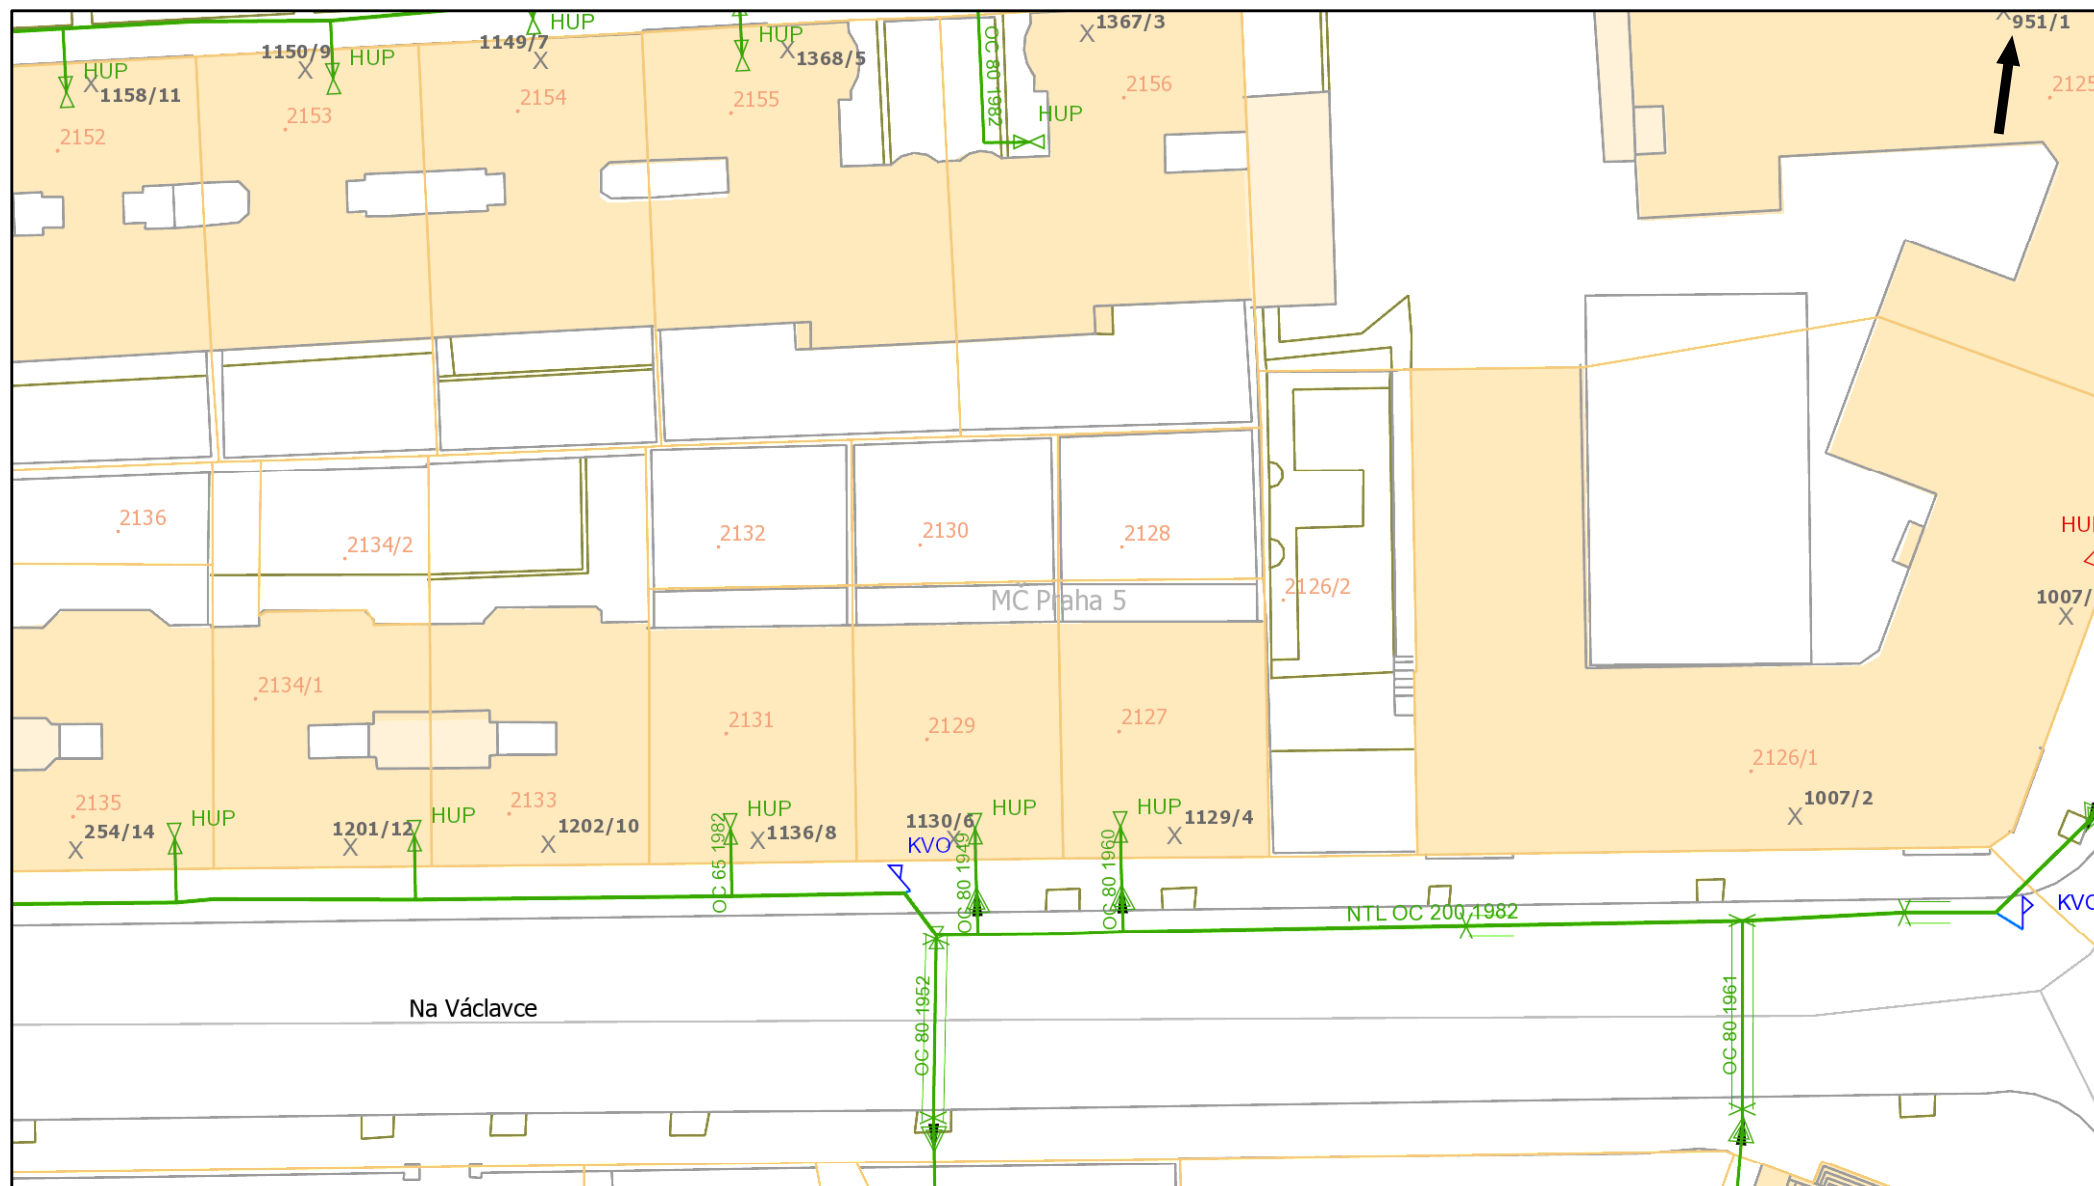 HUP
1367/3
951/1
1149/7
HUP
1150/9
HUP
1368/5
OC 80 1982
HUP
1158/11
2156
2125
2154
2155
2153
HUP
2152
2136
2134/2
2132
2130
2128
2126/2
MČ Praha 5
1007/
2134/1
2131
2129
2127
2126/1
2135
2133
1007/2
HUP
HUP
HUP
HUP
HUP
254/14
1201/12
1202/10
OC 65 1982
1136/8
1130/6
1129/4
KVO
OC 80 1949
OC 80 1960
NTL OC 200 1982
KVO
Na Václavce
OC 80 1952
OC 80 1961